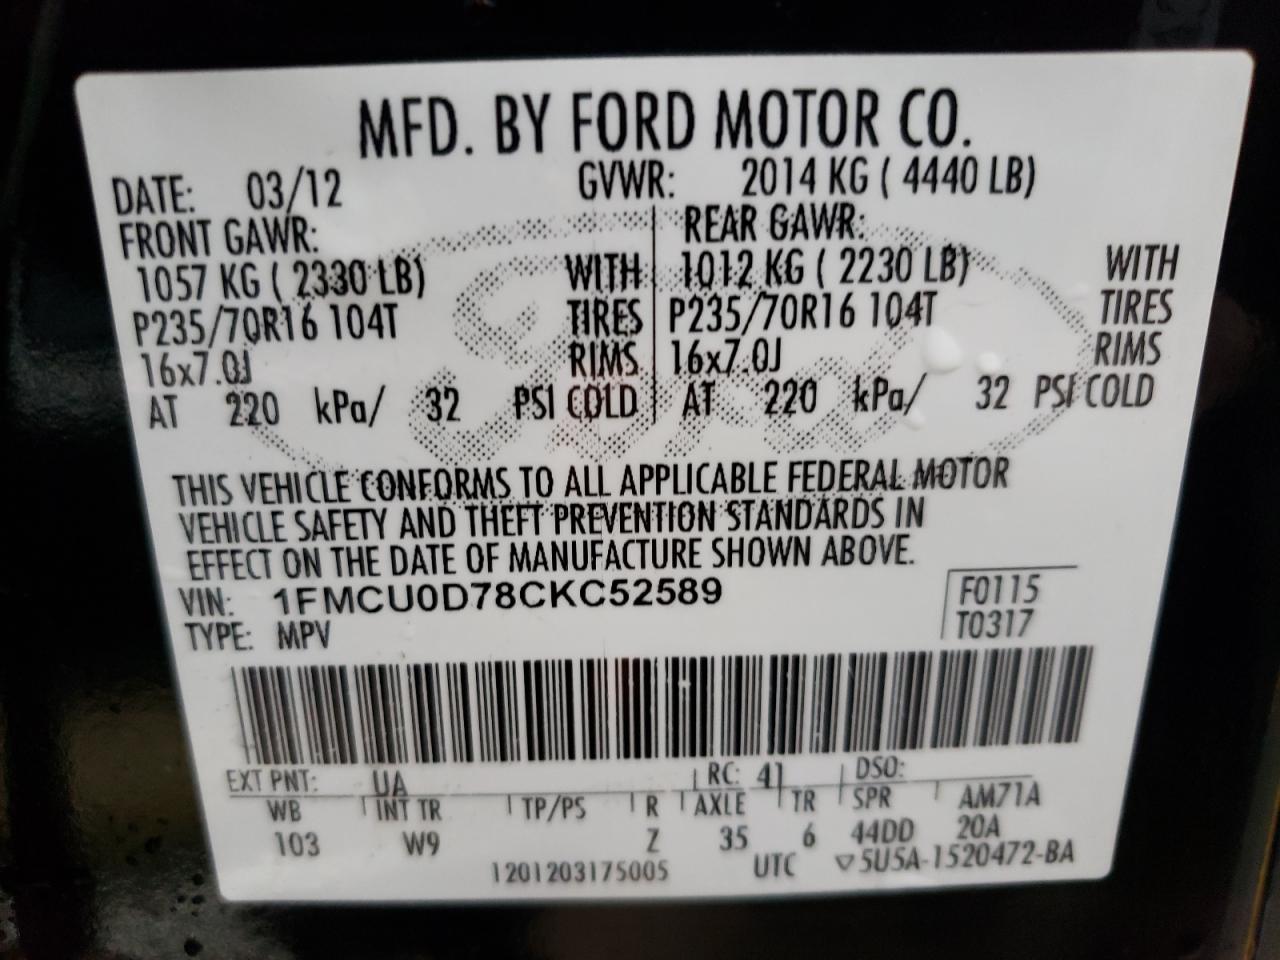 MFD. BY FORD MOTOR CO.
DATE: 03/12 GVWR: 2014 KG ( 4440 LB)
FRONT GAWR: REAR GAWR:
1057 KG ( 2330 LB) WITH 1012 KG ( 2230 LB) WITH
P235/70R16 104T TIRES P235/70R16 104T TIRES
16x7.0J RIMS 16x7.0J RIMS
AT 220 kPa/ 32 PSI COLD AT 220 kPa/ 32 PSI COLD
Ford
THIS VEHICLE CONFORMS TO ALL APPLICABLE FEDERAL MOTOR
VEHICLE SAFETY AND THEFT PREVENTION STANDARDS IN
EFFECT ON THE DATE OF MANUFACTURE SHOWN ABOVE.
VIN: 1FMCU0D78CKC52589 F0115
TYPE: MPV T0317
EXT PNT: UA RC: 41 DSO:
WB INT TR TP/PS R AXLE TR SPR AM71A
103 W9 Z 35 6 44DD 20A
1201203175005 UTC ▽5U5A-1520472-BA